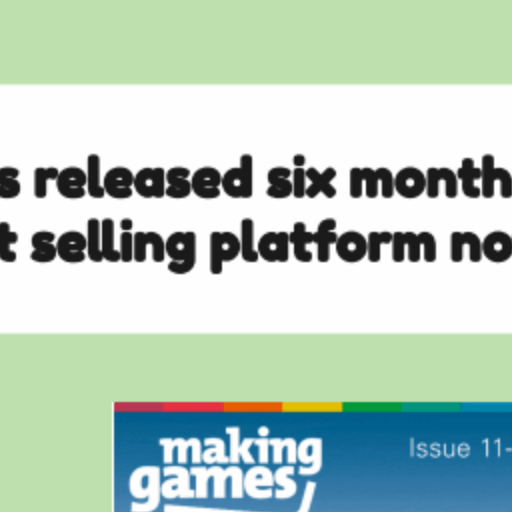 s released six month
t selling platform no
making
games
Issue 11-